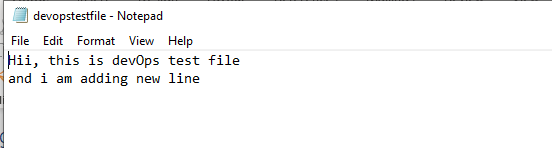 devopstestfile - Notepad
File Edit Format View Help
Hii, this is devOps test file
and i am adding new line